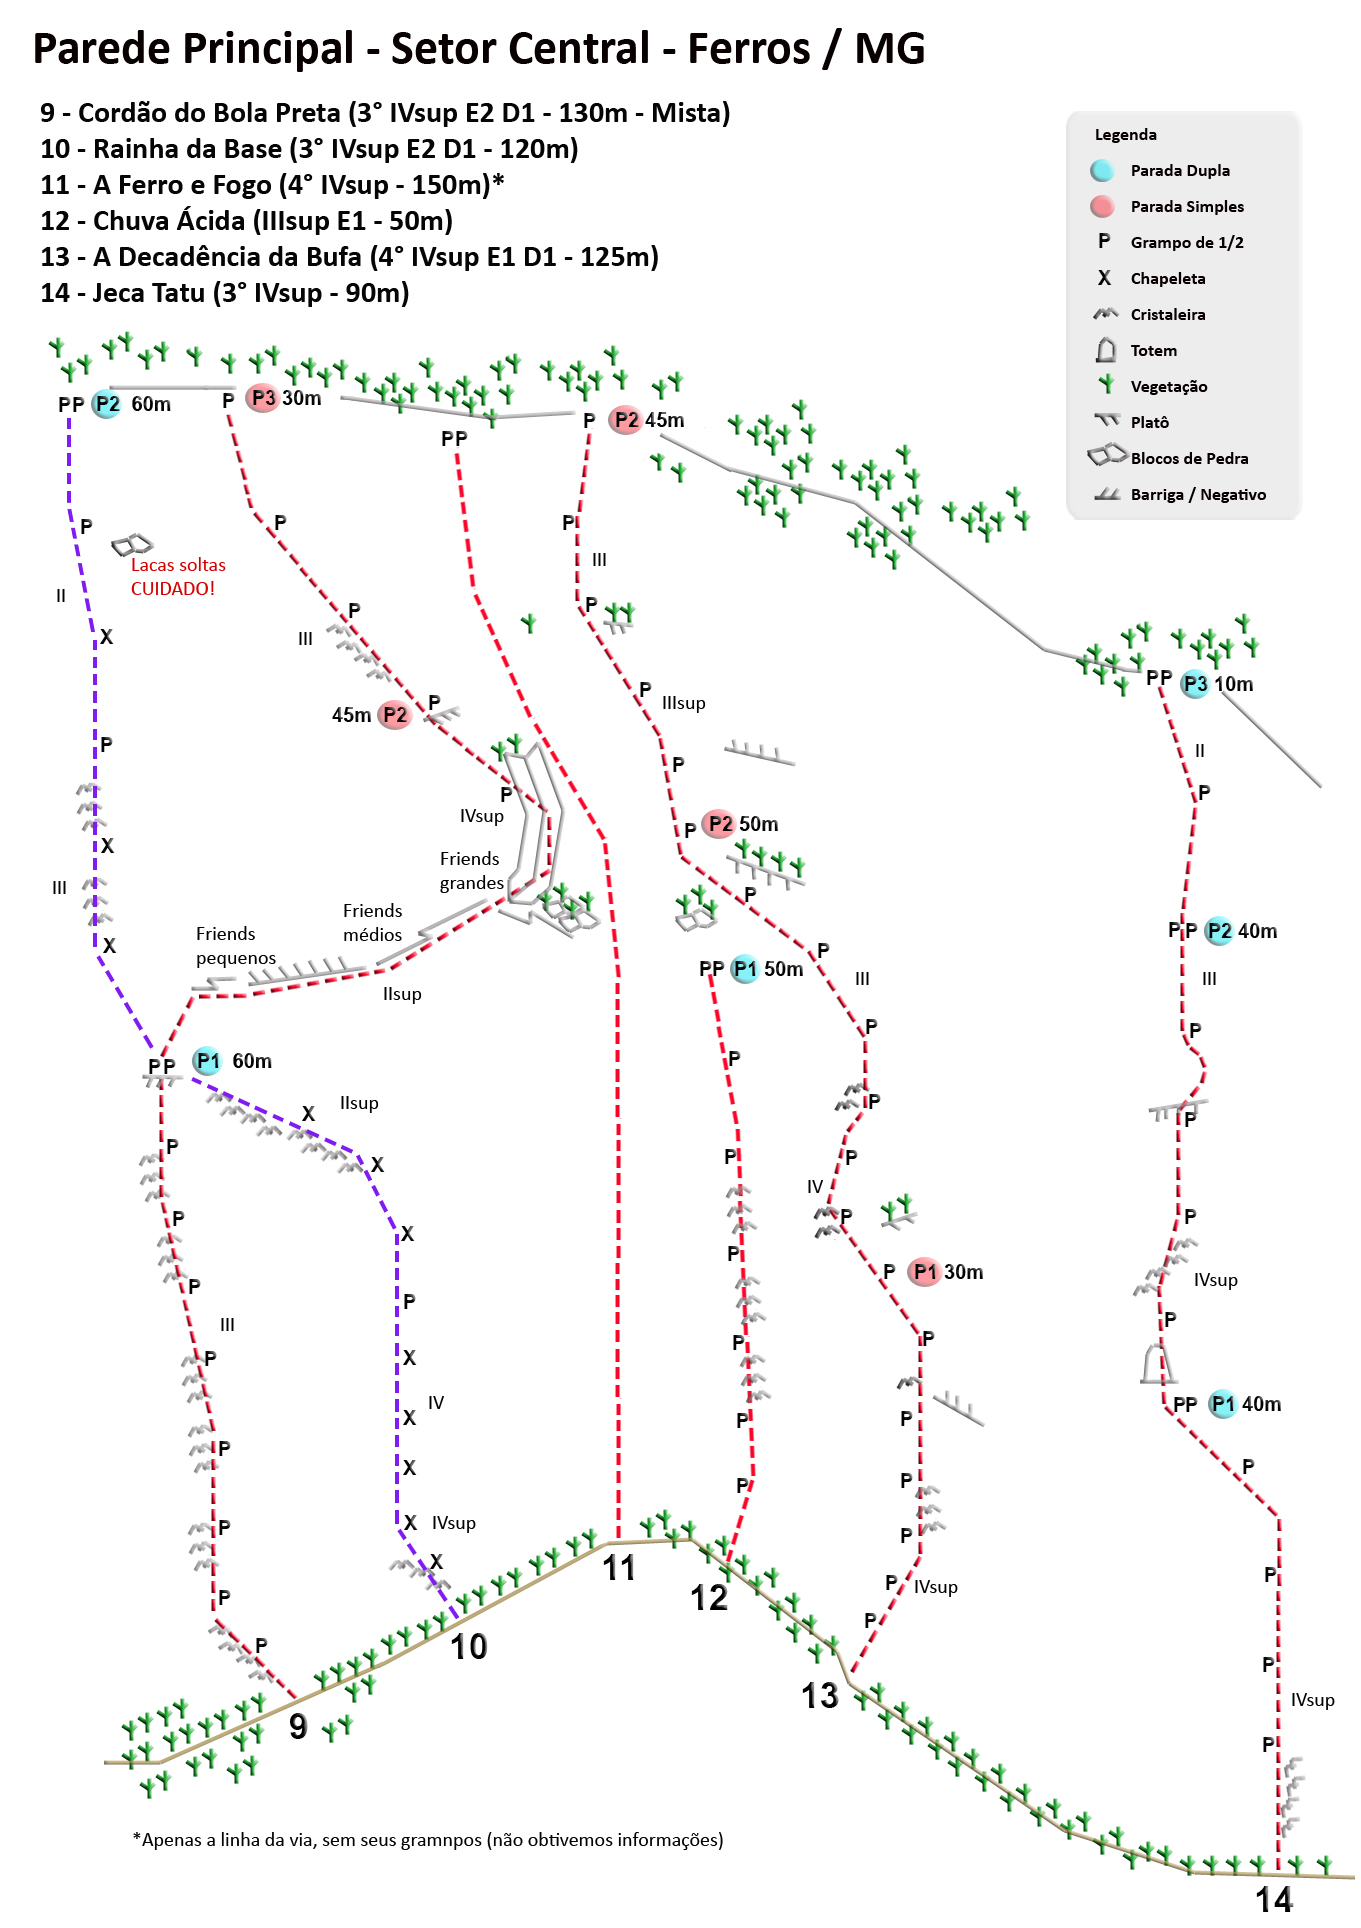 Parede Principal - Setor Central - Ferros / MG
9 - Cordão do Bola Preta (3° IVsup E2 D1 - 130m - Mista)
10 - Rainha da Base (3° IVsup E2 D1 - 120m)
11 - A Ferro e Fogo (4° IVsup - 150m)*
12 - Chuva Ácida (IIIsup E1 - 50m)
13 - A Decadência da Bufa (4° IVsup E1 D1 - 125m)
14 - Jeca Tatu (3° IVsup - 90m)
Legenda
Parada Dupla
Parada Simples
P Grampo de 1/2
X Chapeleta
Cristaleira
Totem
Vegetação
Platô
Blocos de Pedra
Barriga / Negativo
PP P2 60m
P P3 30m
P P2 45m
PP
P
P
P
Lacas soltas
CUIDADO!
III
II
P
P
X
III
P
PP P3 10m
P
IIIsup
P
45m P2
P
II
P
P
P
IVsup
P P2 50m
X
Friends
grandes
III
P
Friends
médios
PP P2 40m
Friends
pequenos
X
P
PP P1 50m
III
III
IIsup
P
P
PP P1 60m
P
IIsup
X
P
P
P
P
P
X
IV
P
P
P
X
P
P P1 30m
IVsup
P
P
P
III
P
P
P
X
IV
PP P1 40m
X
P
P
P
X
P
P
P
X IVsup
P
P
X
P
P
IVsup
11
P
12
P
10
P
P
13
IVsup
9
P
*Apenas a linha da via, sem seus gramnpos (não obtivemos informações)
14